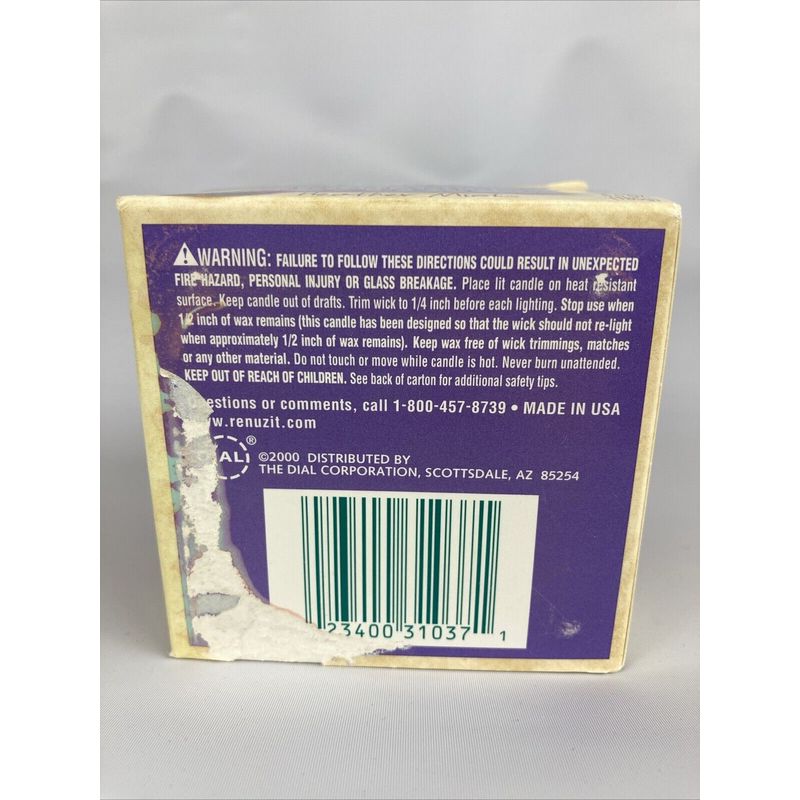 WARNING: FAILURE TO FOLLOW THESE DIRECTIONS COULD RESULT IN UNEXPECTED
FIRE HAZARD, PERSONAL INJURY OR GLASS BREAKAGE. Place lit candle on heat resistant
surface. Keep candle out of drafts. Trim wick to 1/4 inch before each lighting. Stop use when
1/2 inch of wax remains (this candle has been designed so that the wick should not re-light
when approximately 1/2 inch of wax remains). Keep wax free of wick trimmings, matches
or any other material. Do not touch or move while candle is hot. Never burn unattended.
KEEP OUT OF REACH OF CHILDREN. See back of carton for additional safety tips.
estions or comments, call 1-800-457-8739 • MADE IN USA
w.renuzit.com
IAL®
©2000 DISTRIBUTED BY
THE DIAL CORPORATION, SCOTTSDALE, AZ 85254
23400 31037 1